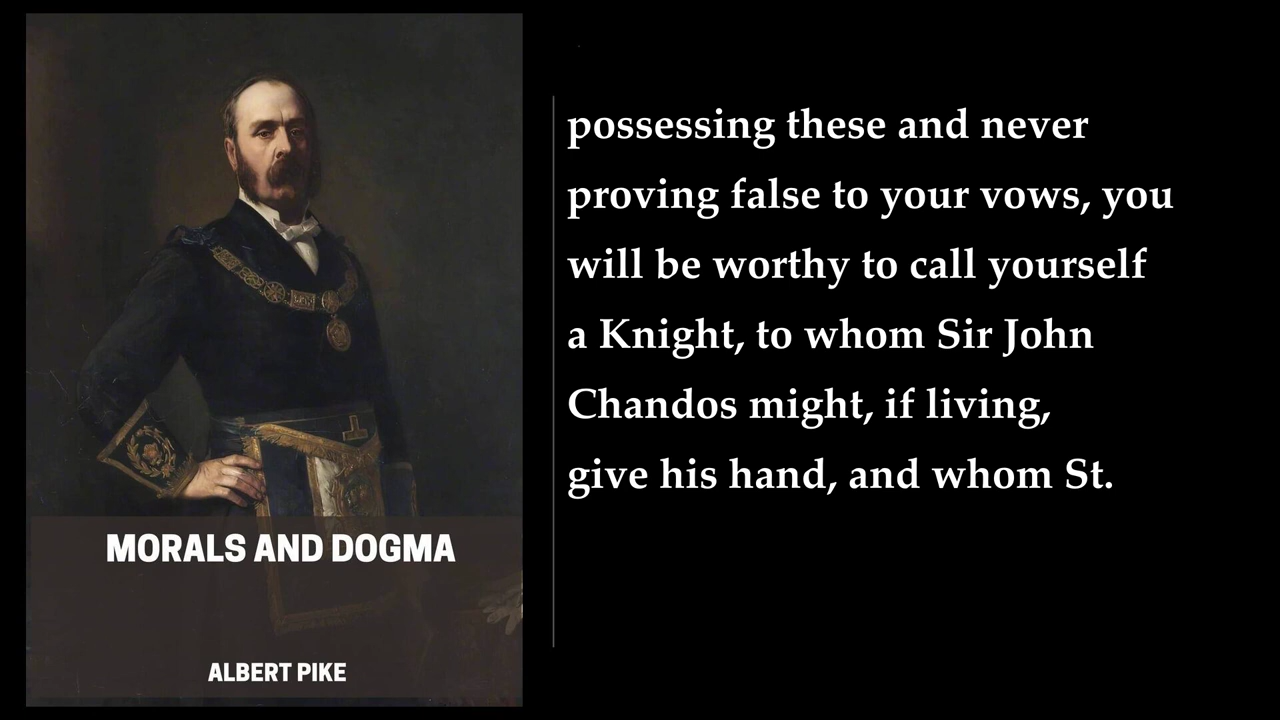 MORALS AND DOGMA
ALBERT PIKE
possessing these and never
proving false to your vows, you
will be worthy to call yourself
a Knight, to whom Sir John
Chandos might, if living,
give his hand, and whom St.